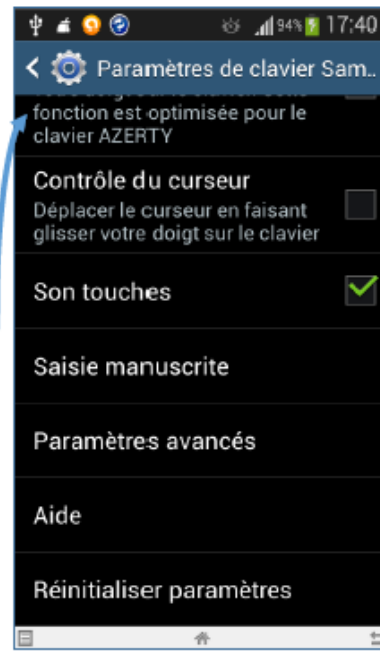 94% 17:40
Paramètres de clavier Sam..
fonction est optimisée pour le
clavier AZERTY
Contrôle du curseur
Déplacer le curseur en faisant
glisser votre doigt sur le clavier
Son touches
Saisie manuscrite
Paramètres avancés
Aide
Réinitialiser paramètres